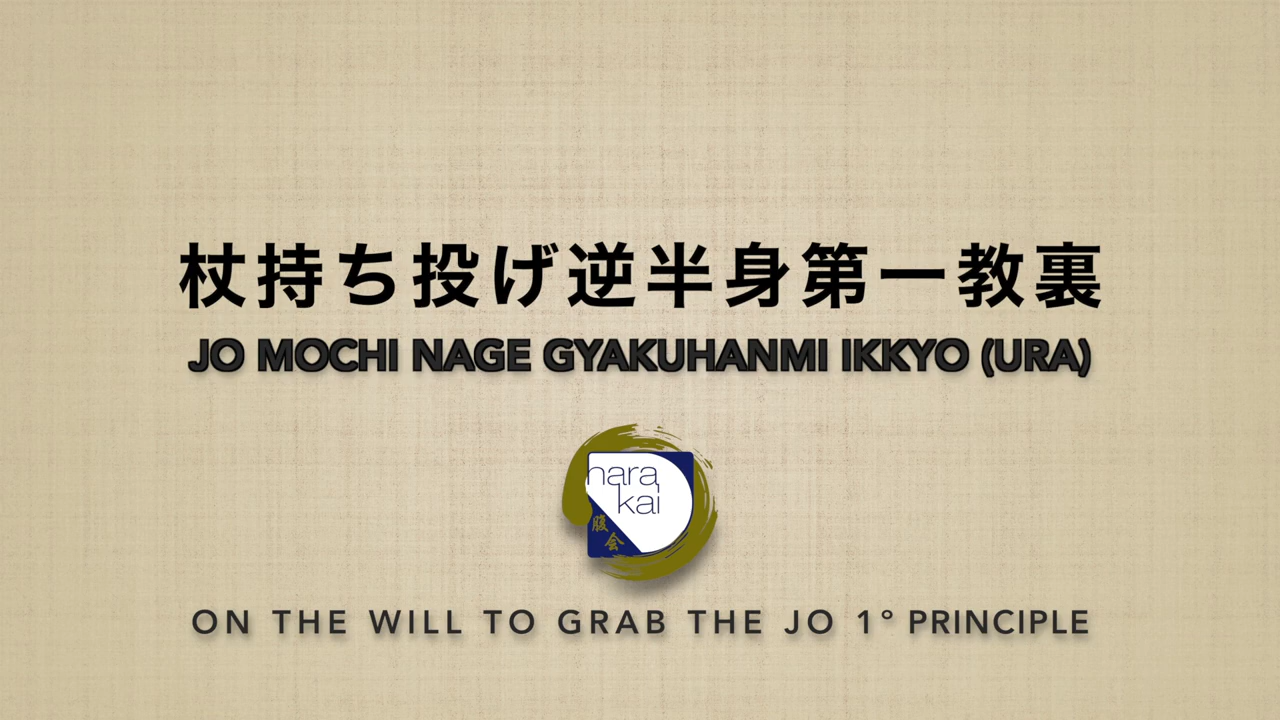 杖持ち投げ逆半身第一教裏
JO MOCHI NAGE GYAKUHANMI IKKYO (URA)
hara
kai
腹
会
ON THE WILL TO GRAB THE JO 1° PRINCIPLE